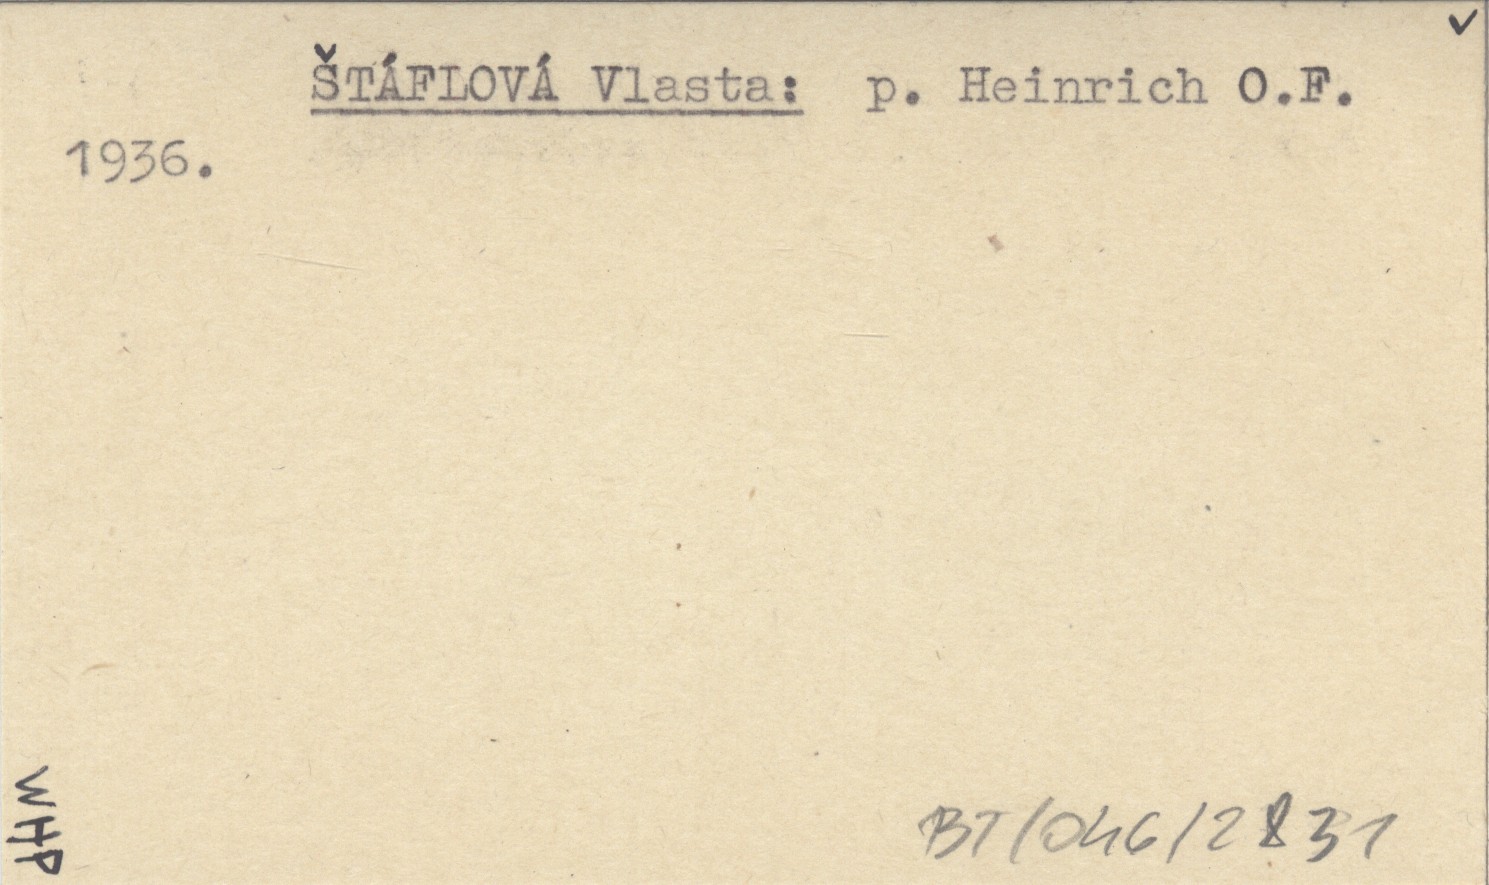 ŠTÁFLOVÁ Vlasta: p. Heinrich O.F.
1936.
WHP
BT/046/2831